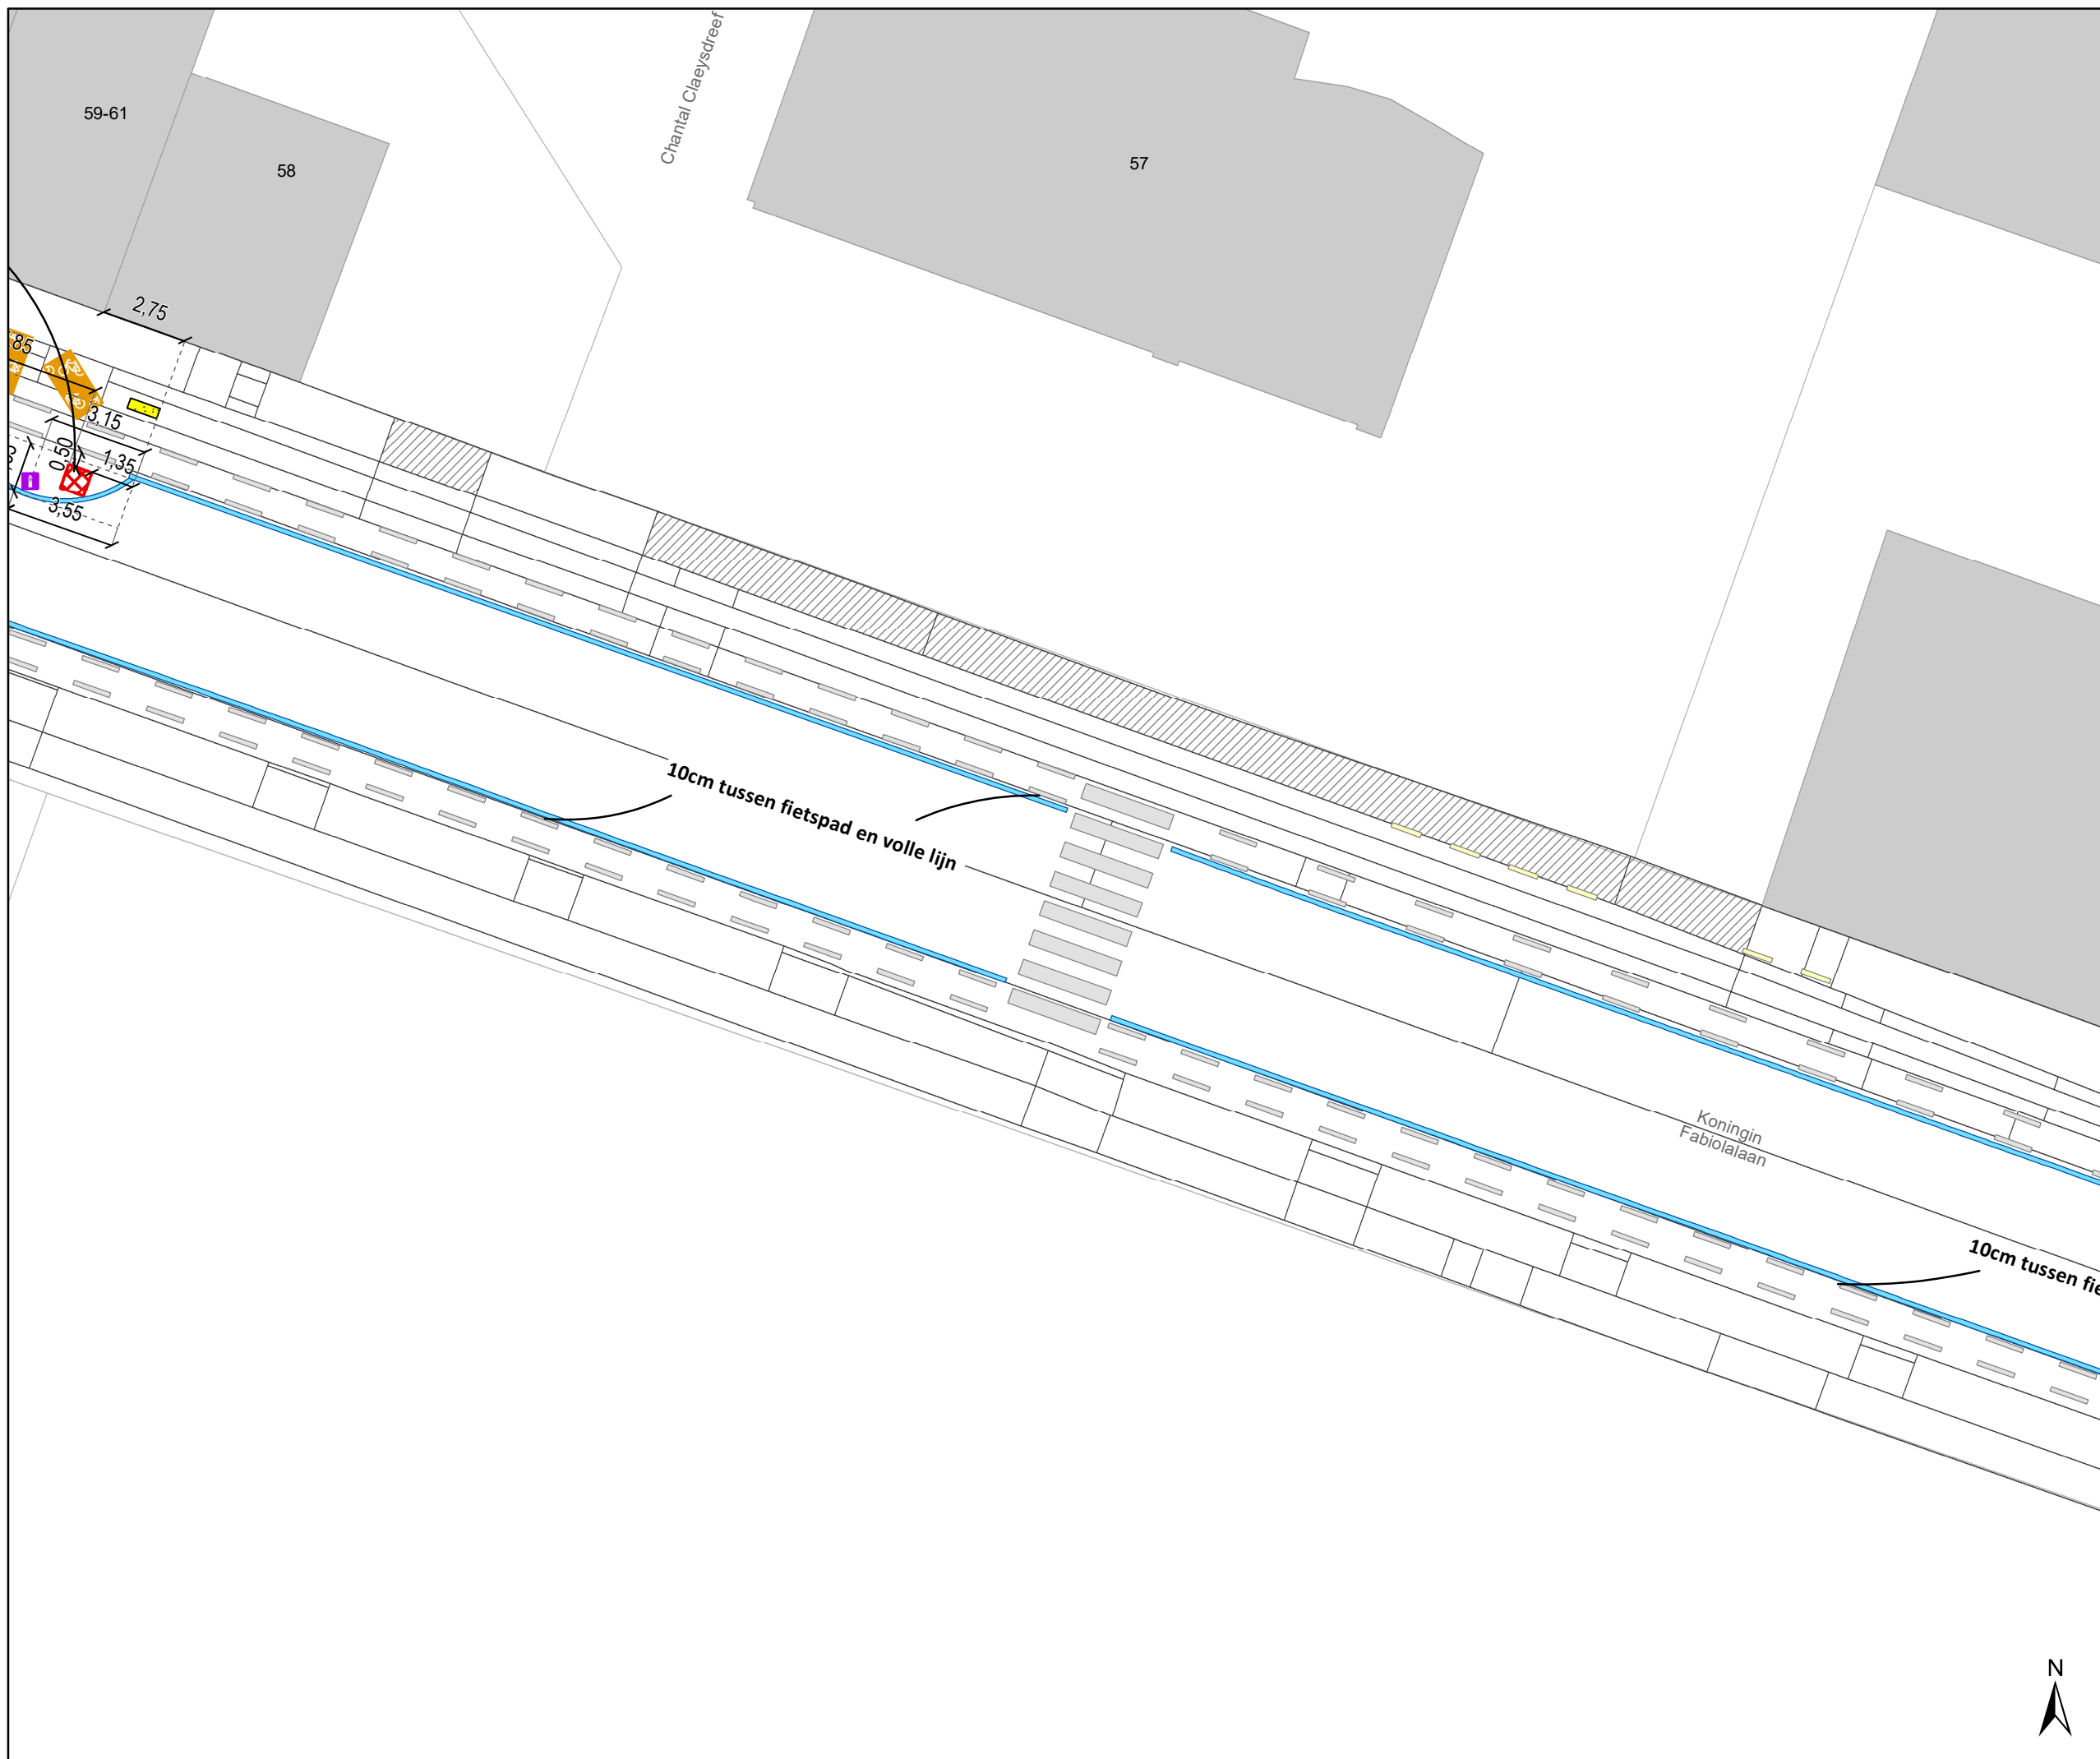 Chantal Claeysdreef
59-61
58
57
2,75
85
3,15
0,50
1,35
3,55
10cm tussen fietspad en volle lijn
Koningin
Fabiolalaan
10cm tussen
N